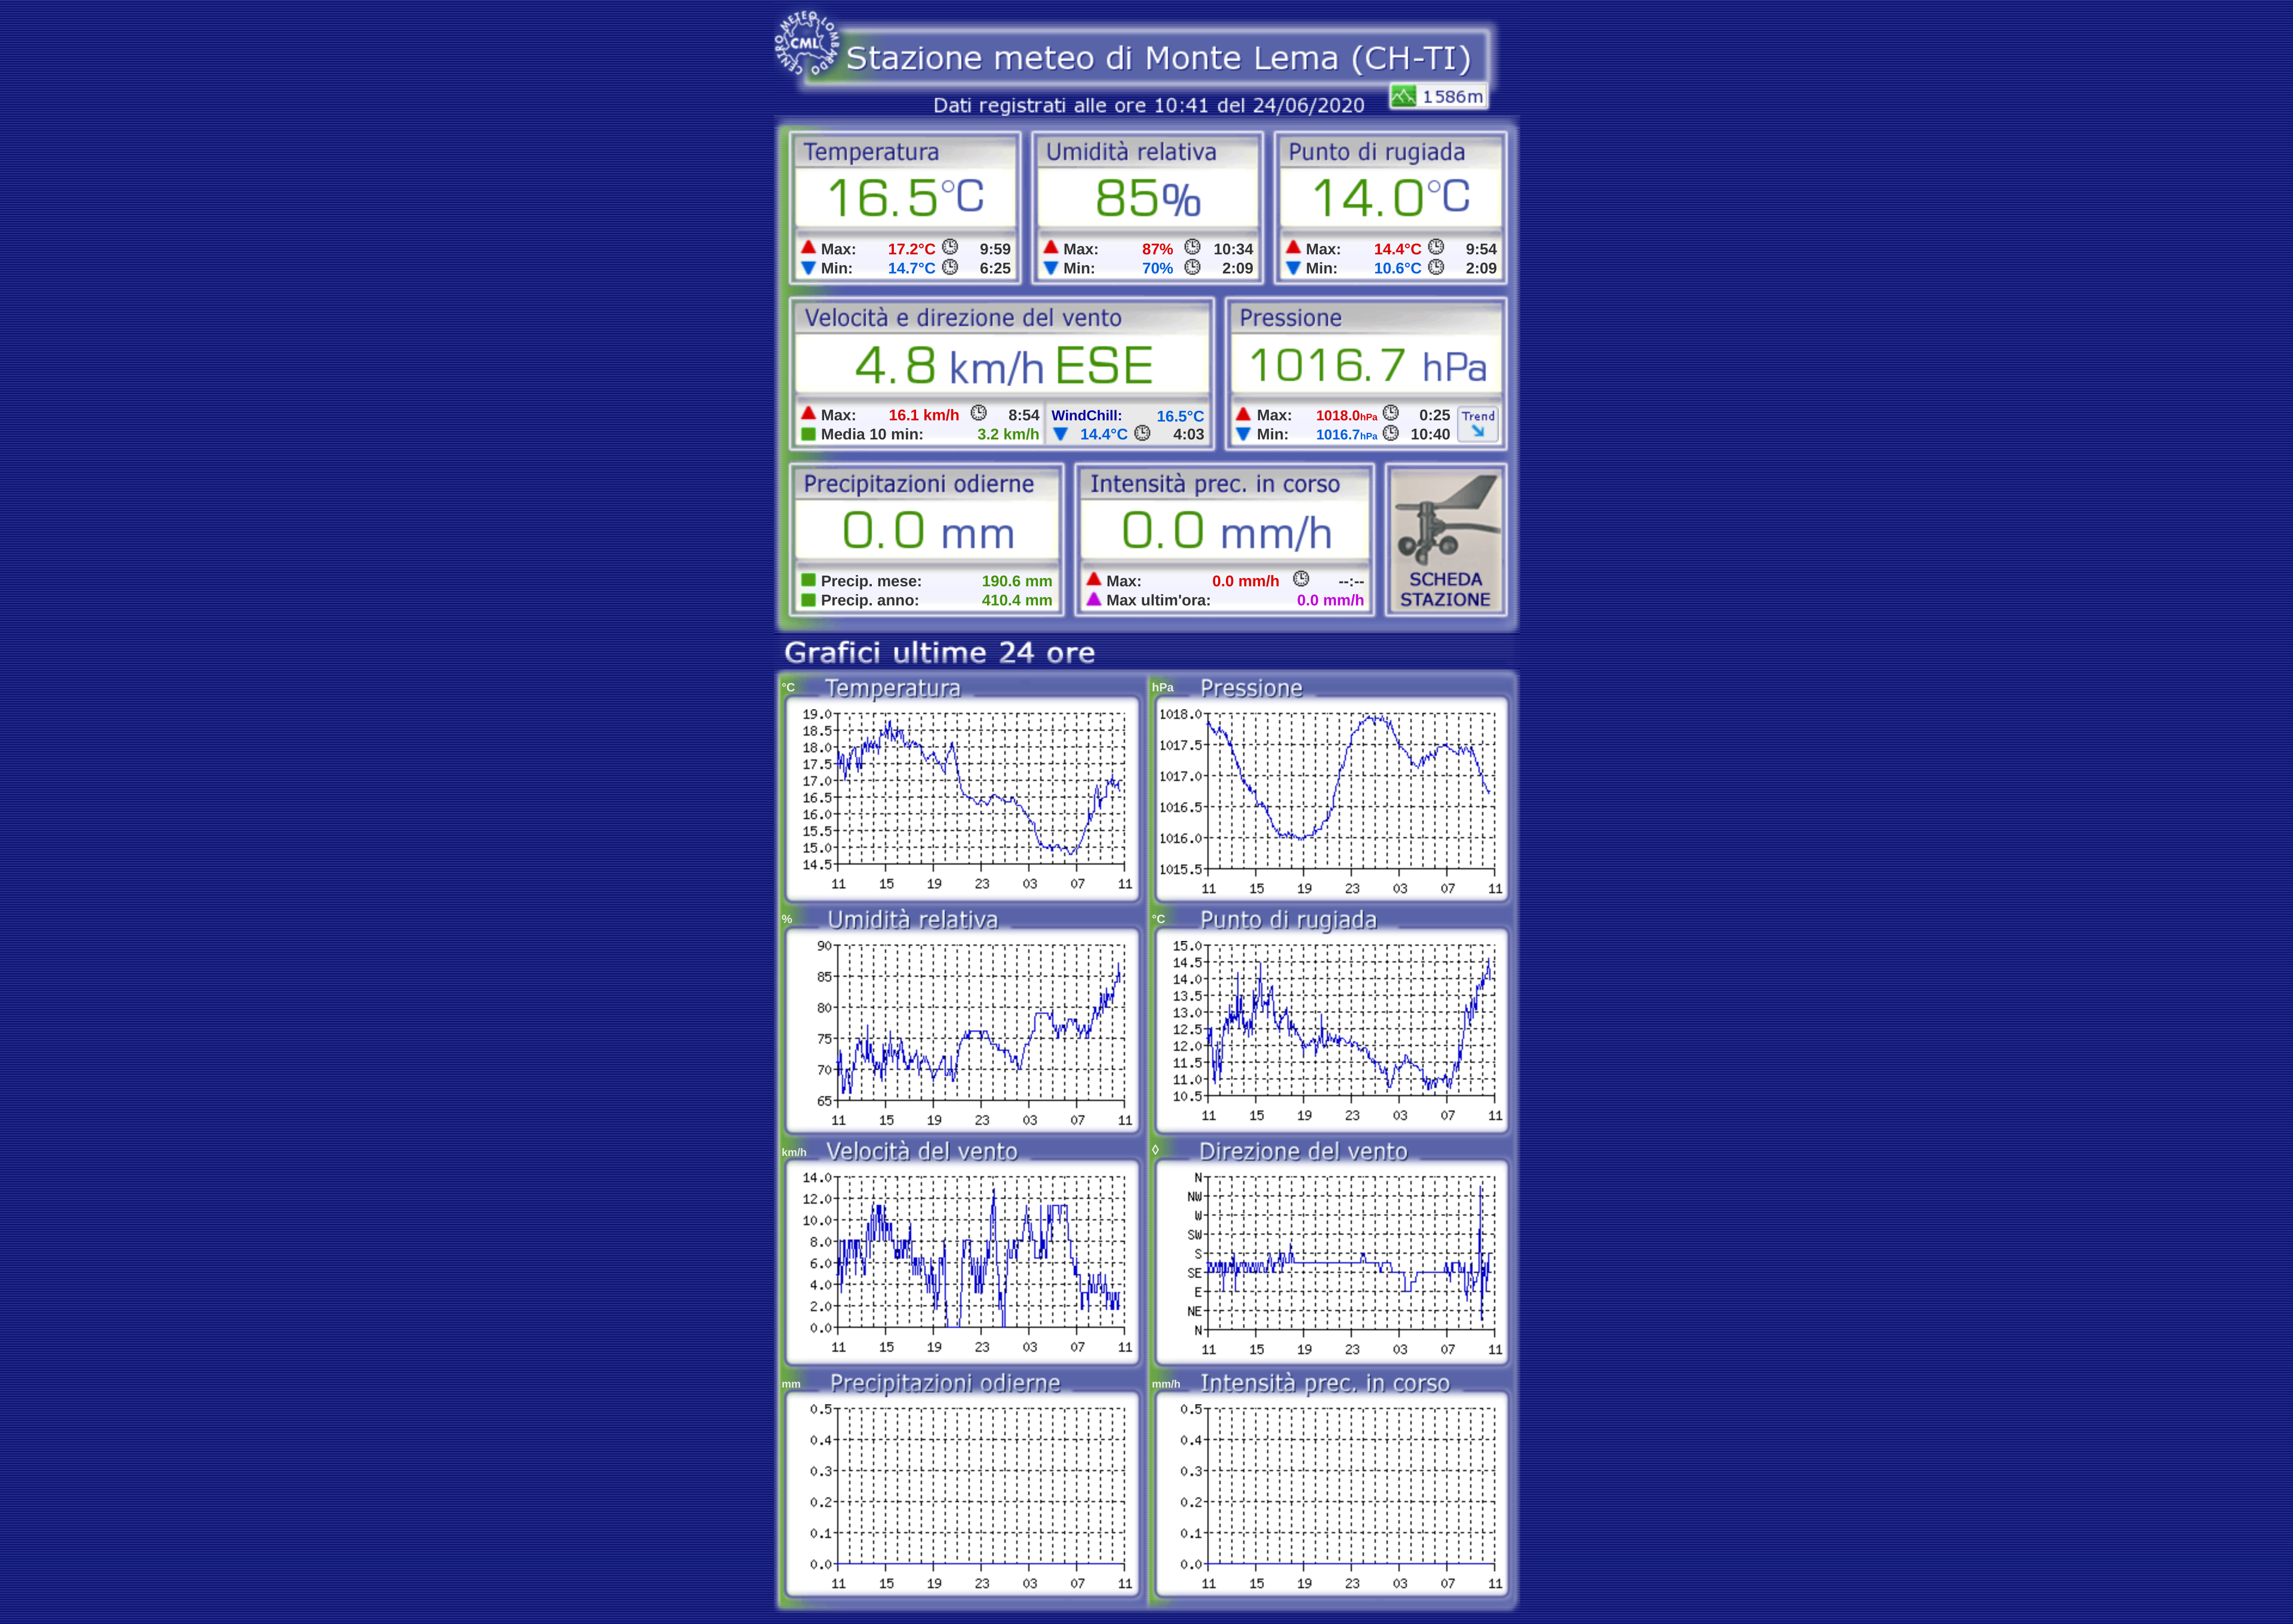 CENTRO METEO LOMBARDO
CML
Stazione meteo di Monte Lema (CH-TI)
1586m
Dati registrati alle ore 10:41 del 24/06/2020
Temperatura
16.5°C
Max: 17.2°C 9:59
Min: 14.7°C 6:25
Umidità relativa
85%
Max: 87% 10:34
Min: 70% 2:09
Punto di rugiada
14.0°C
Max: 14.4°C 9:54
Min: 10.6°C 2:09
Velocità e direzione del vento
4.8 km/h ESE
Max: 16.1 km/h 8:54
Media 10 min: 3.2 km/h
WindChill: 16.5°C
14.4°C 4:03
Pressione
1016.7 hPa
Max: 1018.0hPa 0:25
Min: 1016.7hPa 10:40
Trend
Precipitazioni odierne
0.0 mm
Precip. mese: 190.6 mm
Precip. anno: 410.4 mm
Intensità prec. in corso
0.0 mm/h
Max: 0.0 mm/h --:--
Max ultim'ora: 0.0 mm/h
SCHEDA
STAZIONE
Grafici ultime 24 ore
°C Temperatura
19.0
18.5
18.0
17.5
17.0
16.5
16.0
15.5
15.0
14.5
11 15 19 23 03 07 11
hPa Pressione
1018.0
1017.5
1017.0
1016.5
1016.0
1015.5
11 15 19 23 03 07 11
% Umidità relativa
90
85
80
75
70
65
11 15 19 23 03 07 11
°C Punto di rugiada
15.0
14.5
14.0
13.5
13.0
12.5
12.0
11.5
11.0
10.5
11 15 19 23 03 07 11
km/h Velocità del vento
14.0
12.0
10.0
8.0
6.0
4.0
2.0
0.0
11 15 19 23 03 07 11
◊ Direzione del vento
N
NW
W
SW
S
SE
E
NE
N
11 15 19 23 03 07 11
mm Precipitazioni odierne
0.5
0.4
0.3
0.2
0.1
0.0
11 15 19 23 03 07 11
mm/h Intensità prec. in corso
0.5
0.4
0.3
0.2
0.1
0.0
11 15 19 23 03 07 11